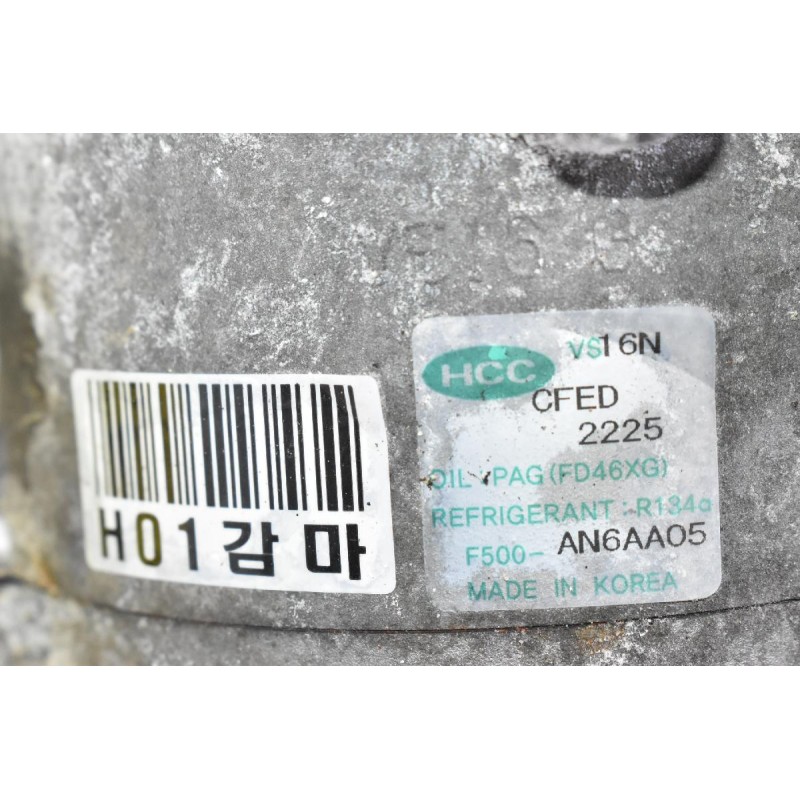 HCC VS16N
CFED
2225
OIL : PAG (FD46XG)
REFRIGERANT : R134a
F500- AN6AA05
MADE IN KOREA
H01감마